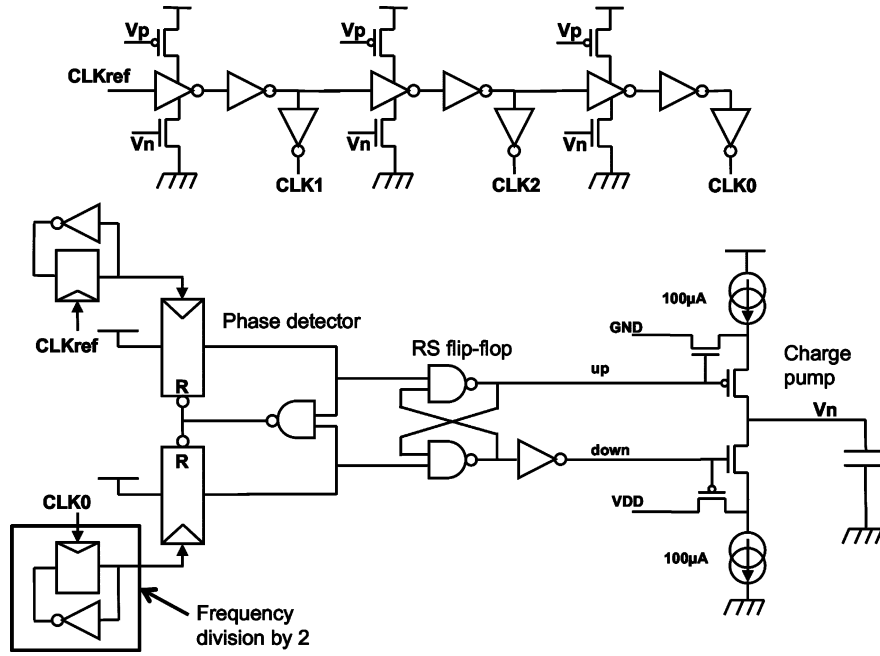 Vp
Vp
Vp
CLKref
Vn
Vn
Vn
CLK1
CLK2
CLK0
Phase detector
100µA
RS flip-flop
GND
Charge
pump
CLKref
R
up
Vn
R
down
CLK0
VDD
100µA
Frequency
division by 2